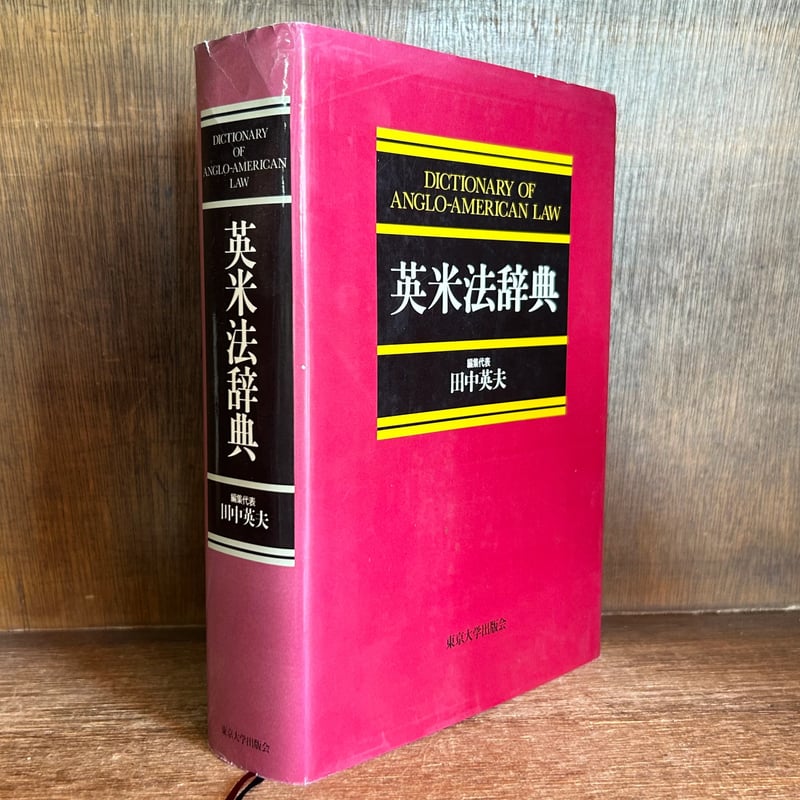 DICTIONARY
OF
ANGLO-AMERICAN
LAW
英米法辞典
編集代表
田中英夫
東京大学出版会
DICTIONARY OF
ANGLO-AMERICAN LAW
英米法辞典
編集代表
田中英夫
東京大学出版会